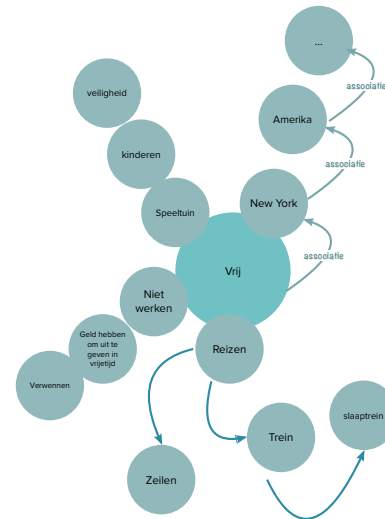 ...
associatie
veiligheid
Amerika
kinderen
associatie
Speeltuin
New York
associatie
Vrij
Niet
werken
Geld hebben
om uit te
geven in
vrijetijd
Reizen
Verwennen
Trein
slaaptrein
Zeilen